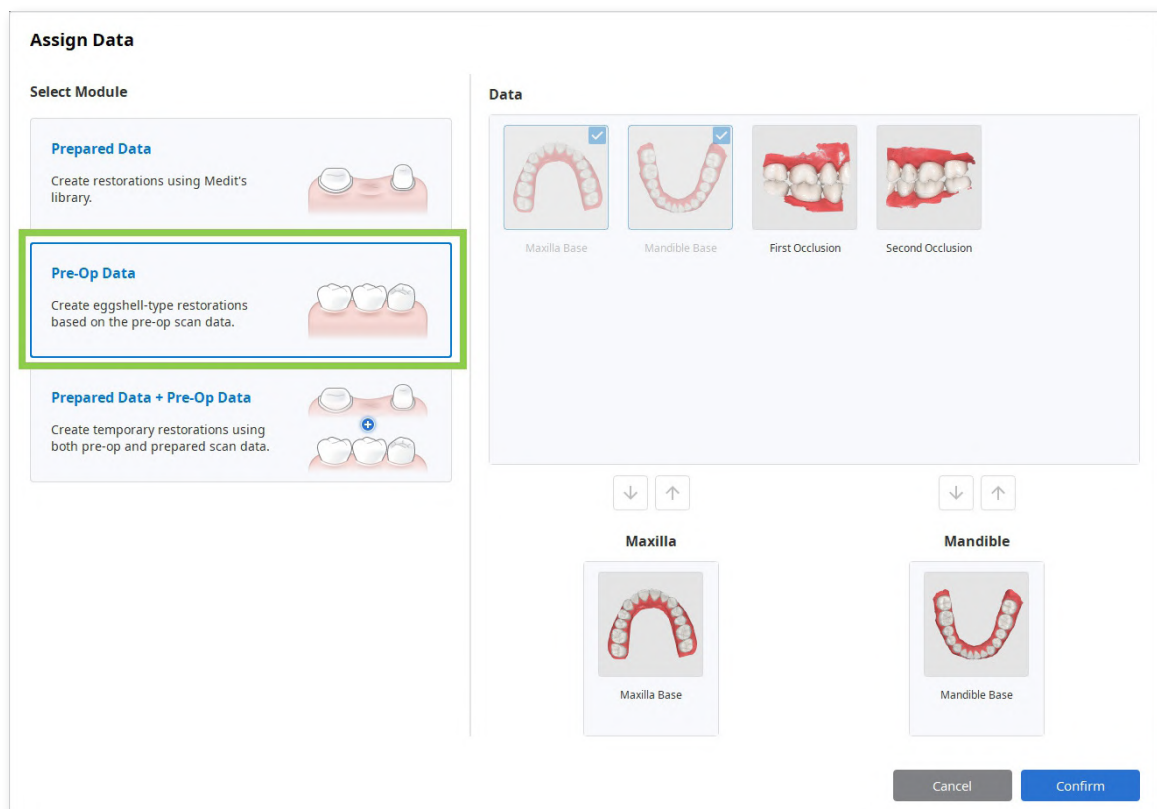 Assign Data
Select Module
Prepared Data
Create restorations using Medit's
library.
Pre-Op Data
Create eggshell-type restorations
based on the pre-op scan data.
Prepared Data + Pre-Op Data
Create temporary restorations using
both pre-op and prepared scan data.
Data
Maxilla Base
Mandible Base
First Occlusion
Second Occlusion
Maxilla
Mandible
Maxilla Base
Mandible Base
Cancel
Confirm